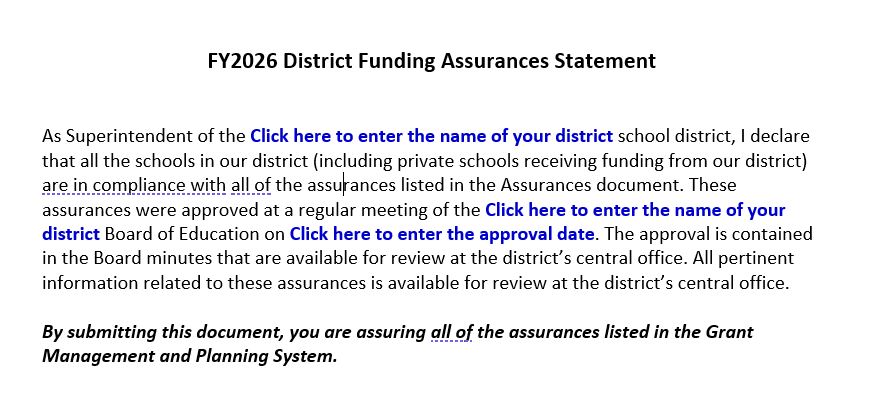 FY2026 District Funding Assurances Statement
As Superintendent of the Click here to enter the name of your district school district, I declare
that all the schools in our district (including private schools receiving funding from our district)
are in compliance with all of the assurances listed in the Assurances document. These
assurances were approved at a regular meeting of the Click here to enter the name of your
district Board of Education on Click here to enter the approval date. The approval is contained
in the Board minutes that are available for review at the district’s central office. All pertinent
information related to these assurances is available for review at the district’s central office.
By submitting this document, you are assuring all of the assurances listed in the Grant
Management and Planning System.